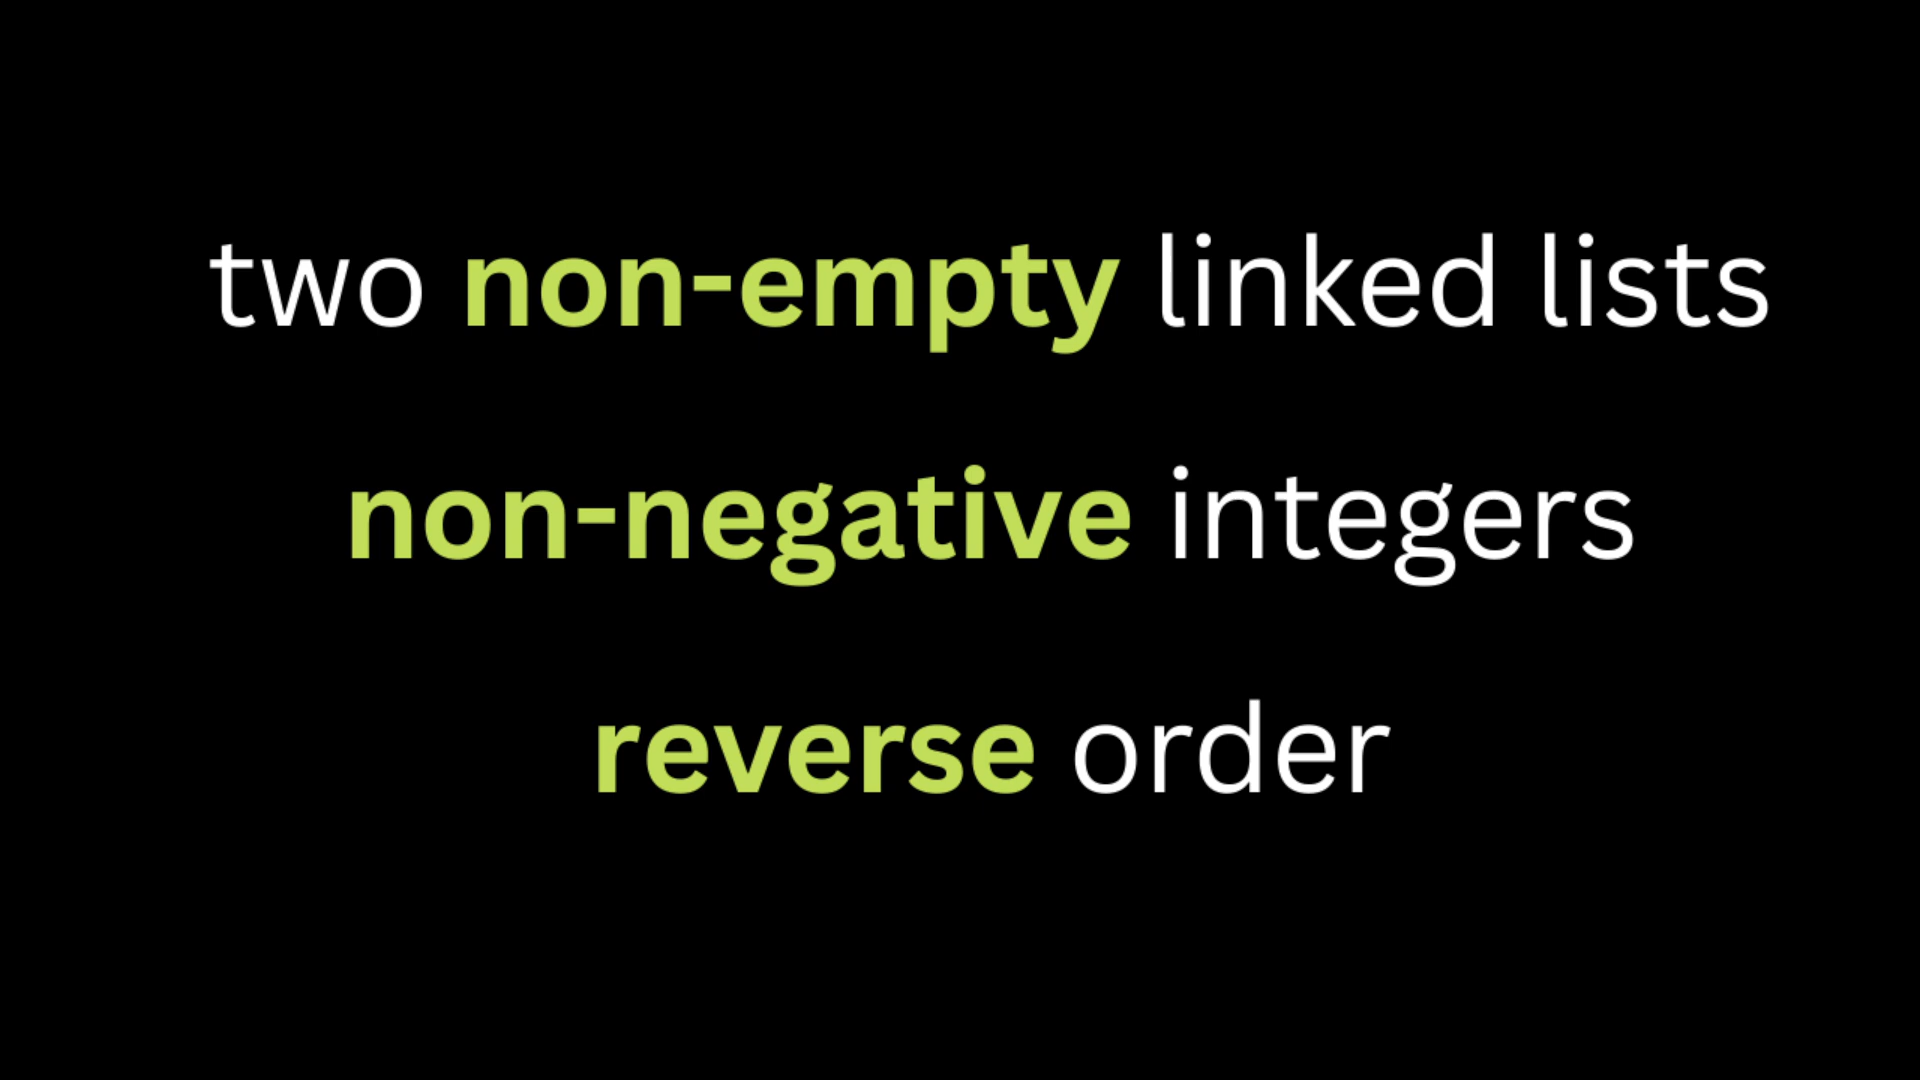 two non-empty linked lists
non-negative integers
reverse order